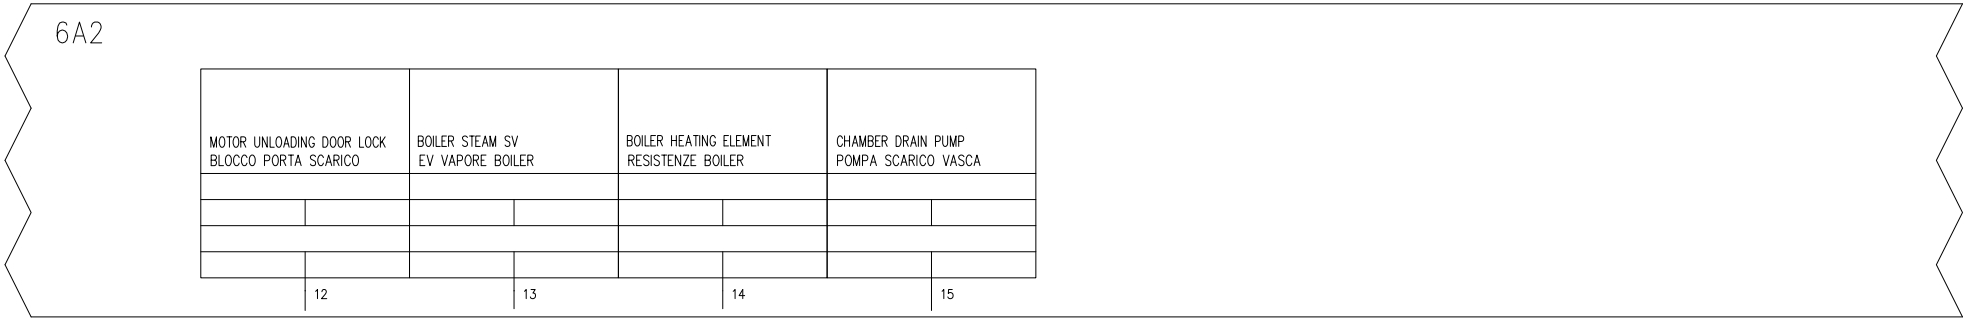 6A2
MOTOR UNLOADING DOOR LOCK
BLOCCO PORTA SCARICO
BOILER STEAM SV
EV VAPORE BOILER
BOILER HEATING ELEMENT
RESISTENZE BOILER
CHAMBER DRAIN PUMP
POMPA SCARICO VASCA
12
13
14
15